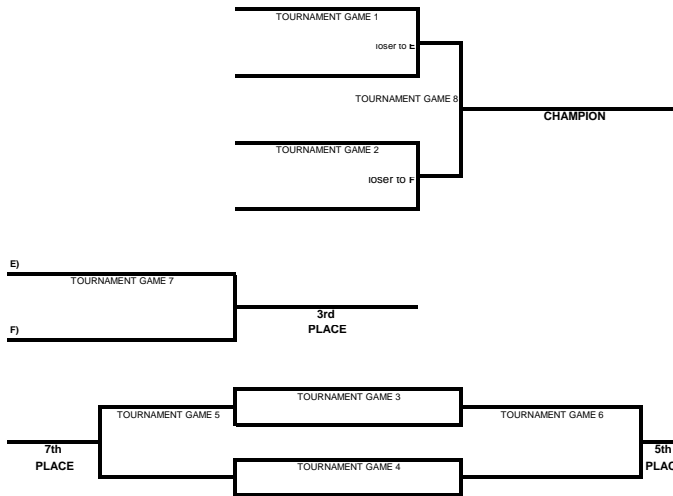 TOURNAMENT GAME 1
loser to E
TOURNAMENT GAME 8
CHAMPION
TOURNAMENT GAME 2
loser to F
E)
TOURNAMENT GAME 7
3rd
PLACE
F)
TOURNAMENT GAME 3
TOURNAMENT GAME 5
TOURNAMENT GAME 6
7th
PLACE
5th
PLAC
TOURNAMENT GAME 4